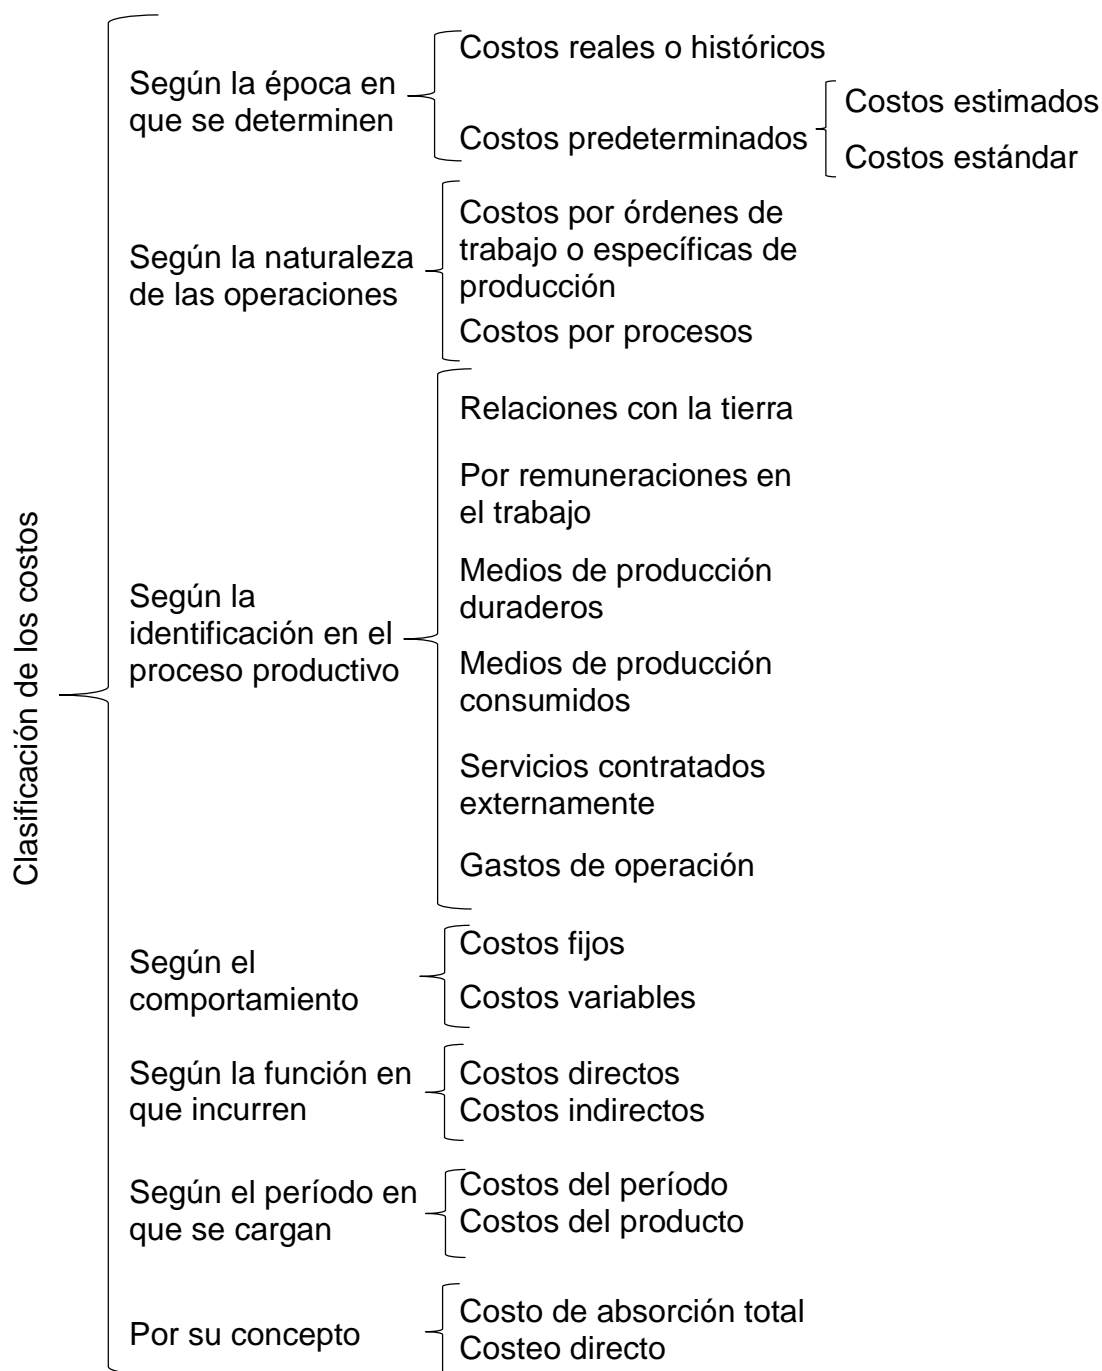 Clasificación de los costos
Según la época en
que se determinen
Costos reales o históricos
Costos predeterminados
Costos estimados
Costos estándar
Según la naturaleza
de las operaciones
Costos por órdenes de
trabajo o específicas de
producción
Costos por procesos
Según la
identificación en el
proceso productivo
Relaciones con la tierra
Por remuneraciones en
el trabajo
Medios de producción
duraderos
Medios de producción
consumidos
Servicios contratados
externamente
Gastos de operación
Según el
comportamiento
Costos fijos
Costos variables
Según la función en
que incurren
Costos directos
Costos indirectos
Según el período en
que se cargan
Costos del período
Costos del producto
Por su concepto
Costo de absorción total
Costeo directo